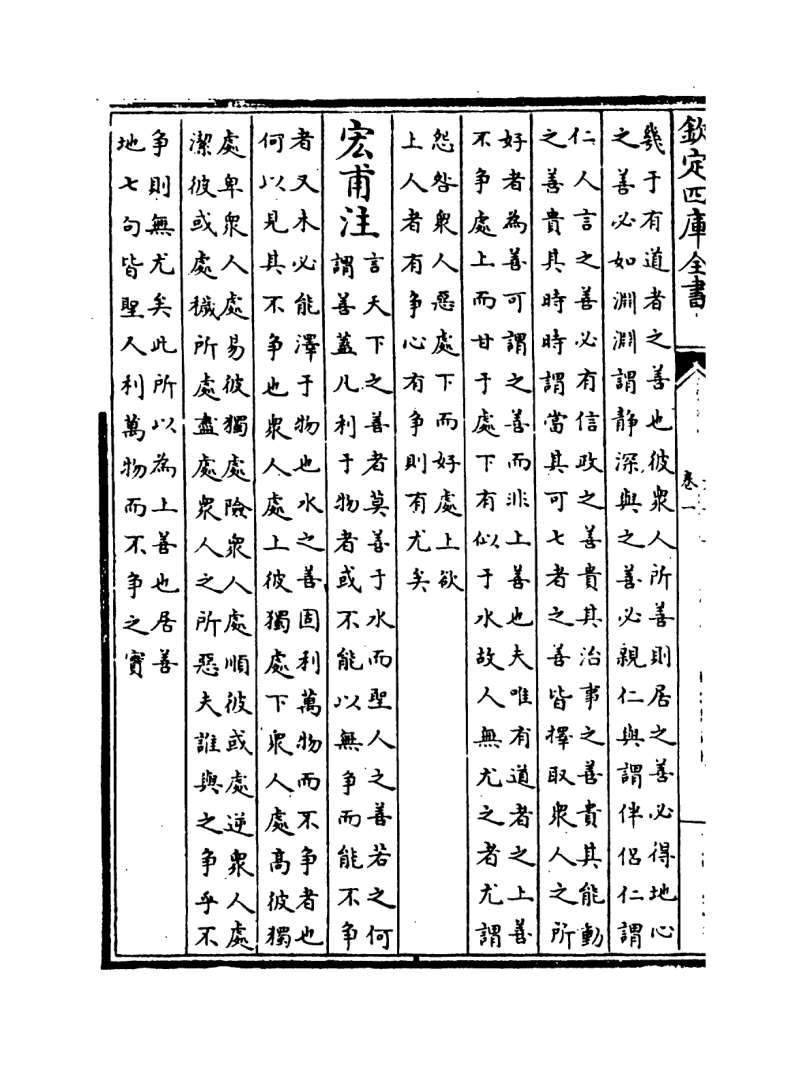 欽定四庫全書
卷一
幾于有道者之善也彼衆人所善則居之善必得地心
之善必如淵淵謂静深與之善必親仁與謂伴侣仁謂
仁人言之善必有信政之善貴其治事之善貴其能動
之善貴其時時謂當其可七者之善皆擇取衆人之所
好者為善可謂之善而非上善也夫唯有道者之上善
不争處上而甘于處下有似于水故人無尤之者尤謂
怨咎衆人惡處下而好處上欲
上人者有争心有争則有尤矣
宏甫注
言天下之善者莫善于水而聖人之善若之何
謂善蓋凡利于物者或不能以無争而能不争
者又未必能澤于物也水之善固利萬物而不争者也
何以見其不争也衆人處上彼獨處下衆人處高彼獨
處卑衆人處易彼獨處險衆人處順彼或處逆衆人處
潔彼或處穢所處盡處衆人之所惡夫誰與之争乎不
争則無尤矣此所以為上善也居善
地七句皆聖人利萬物而不争之實